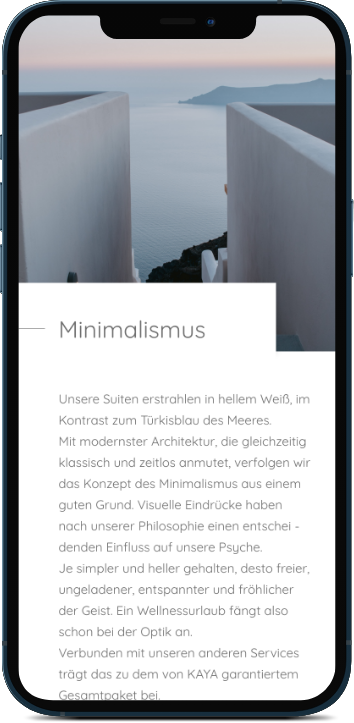 Minimalismus
Unsere Suiten erstrahlen in hellem Weiß, im
Kontrast zum Türkisblau des Meeres.
Mit modernster Architektur, die gleichzeitig
klassisch und zeitlos anmutet, verfolgen wir
das Konzept des Minimalismus aus einem
guten Grund. Visuelle Eindrücke haben
nach unserer Philosophie einen entschei -
denden Einfluss auf unsere Psyche.
Je simpler und heller gehalten, desto freier,
ungeladener, entspannter und fröhlicher
der Geist. Ein Wellnessurlaub fängt also
schon bei der Optik an.
Verbunden mit unseren anderen Services
trägt das zu dem von KAYA garantiertem
Gesamtpaket bei.